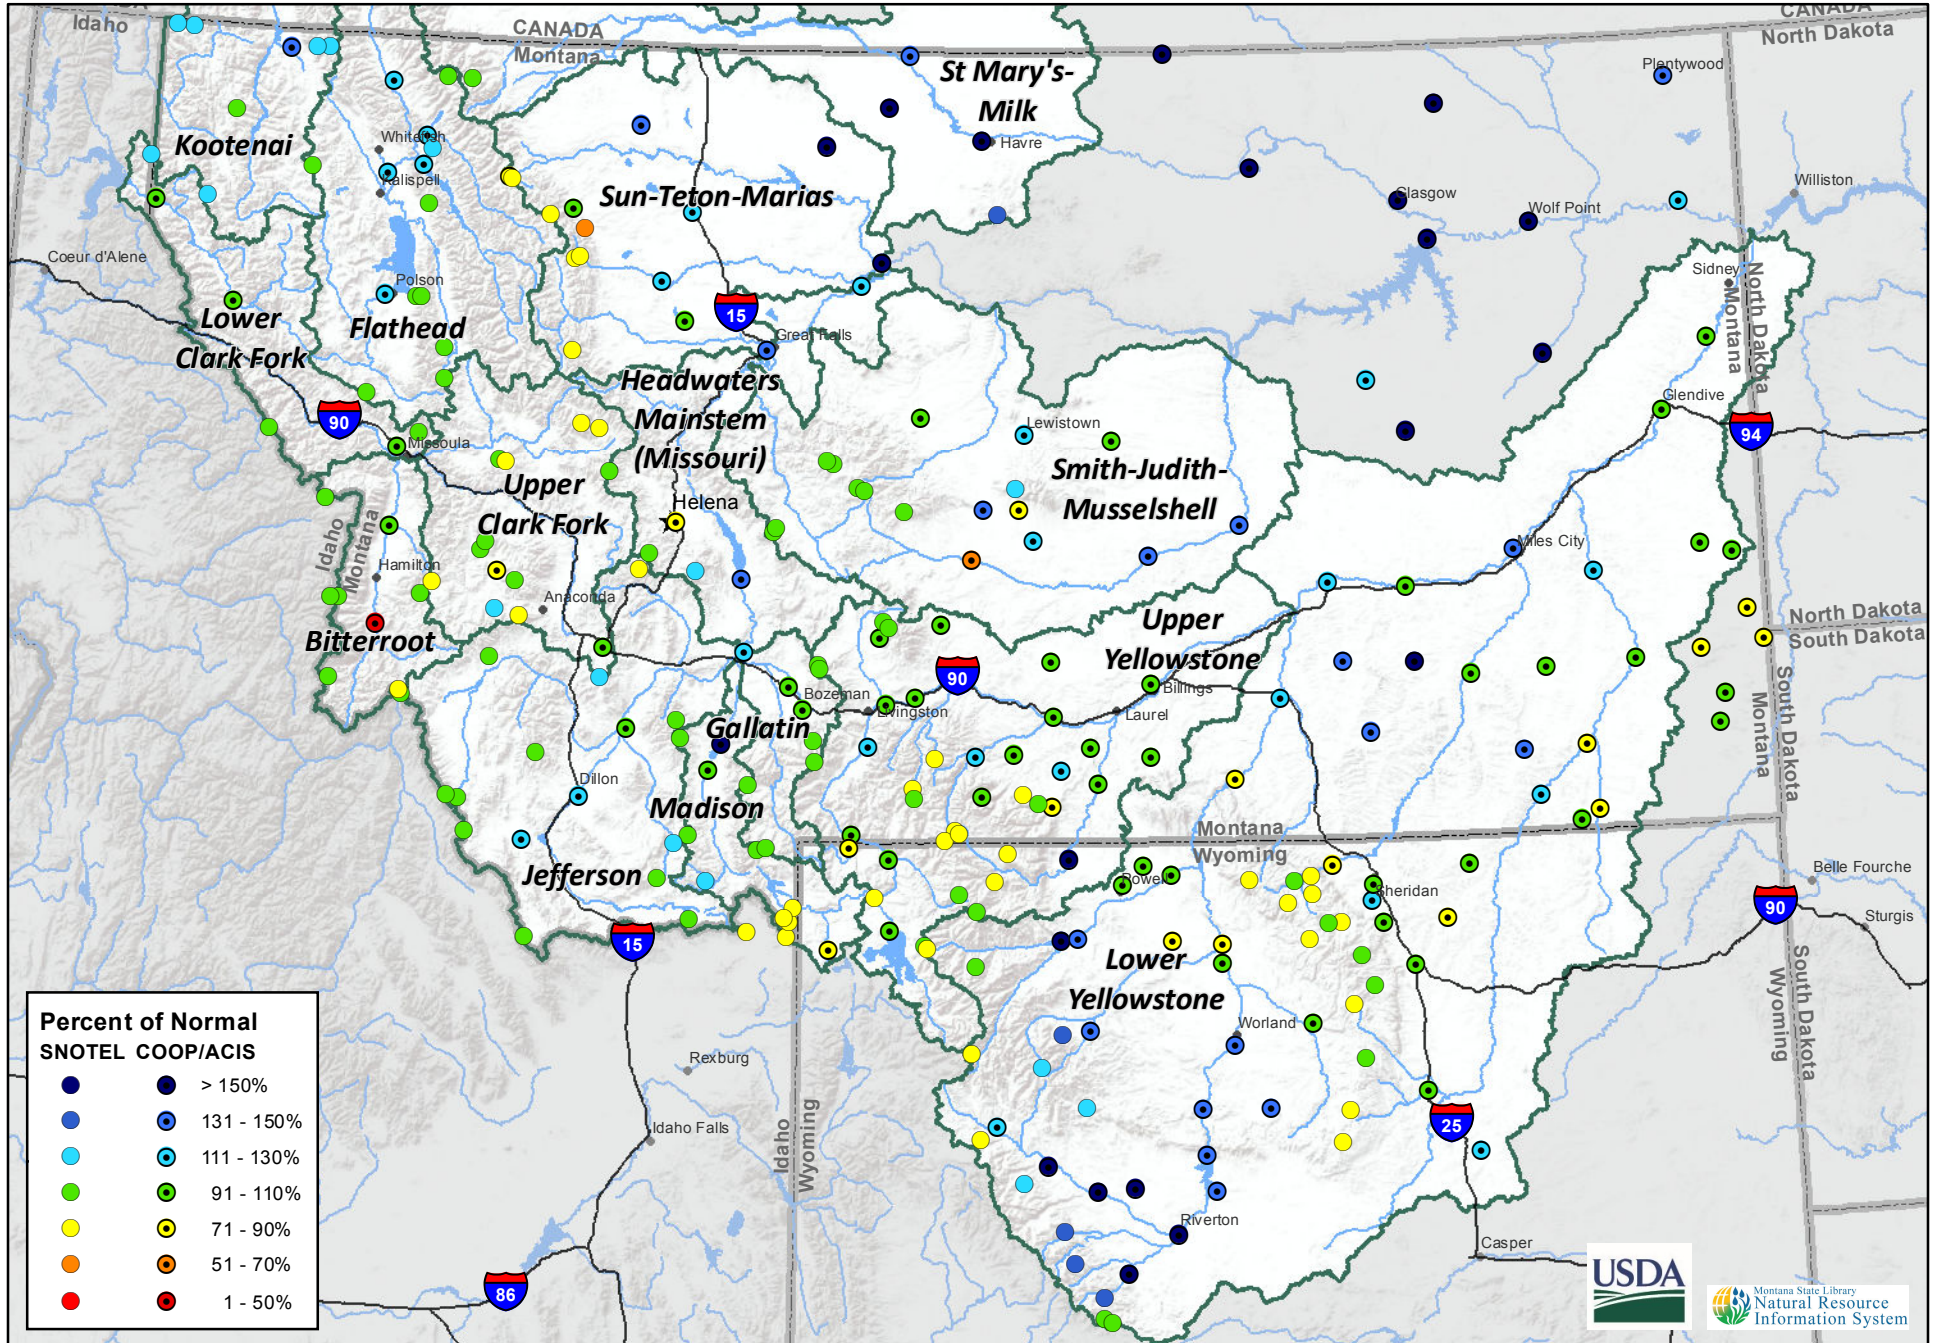 Idaho
CANADA
Montana
CANADA
North Dakota
St Mary's-
Milk
Plentywood
Kootenai
Whitefish
Kalispell
Havre
Sun-Teton-Marias
Glasgow
Wolf Point
Williston
Coeur d'Alene
Polson
Sidney
North Dakota
Montana
Lower
Clark Fork
Flathead
15
Great Falls
Headwaters
Mainstem
(Missouri)
90
Missoula
Lewistown
Glendive
94
Smith-Judith-
Musselshell
Upper
Clark Fork
Helena
Idaho
Montana
Hamilton
Anaconda
Miles City
Bitterroot
Upper
Yellowstone
North Dakota
South Dakota
90
Billings
Bozeman
Livingston
Laurel
Gallatin
South Dakota
Montana
Dillon
Madison
Montana
Wyoming
Jefferson
Powell
Sheridan
Belle Fourche
90
Sturgis
15
Lower
Yellowstone
South Dakota
Wyoming
Worland
Rexburg
Idaho Falls
Idaho
Wyoming
25
Riverton
Casper
86
Percent of Normal
SNOTEL COOP/ACIS
> 150%
131 - 150%
111 - 130%
91 - 110%
71 - 90%
51 - 70%
1 - 50%
USDA
Montana State Library
Natural Resource
Information System